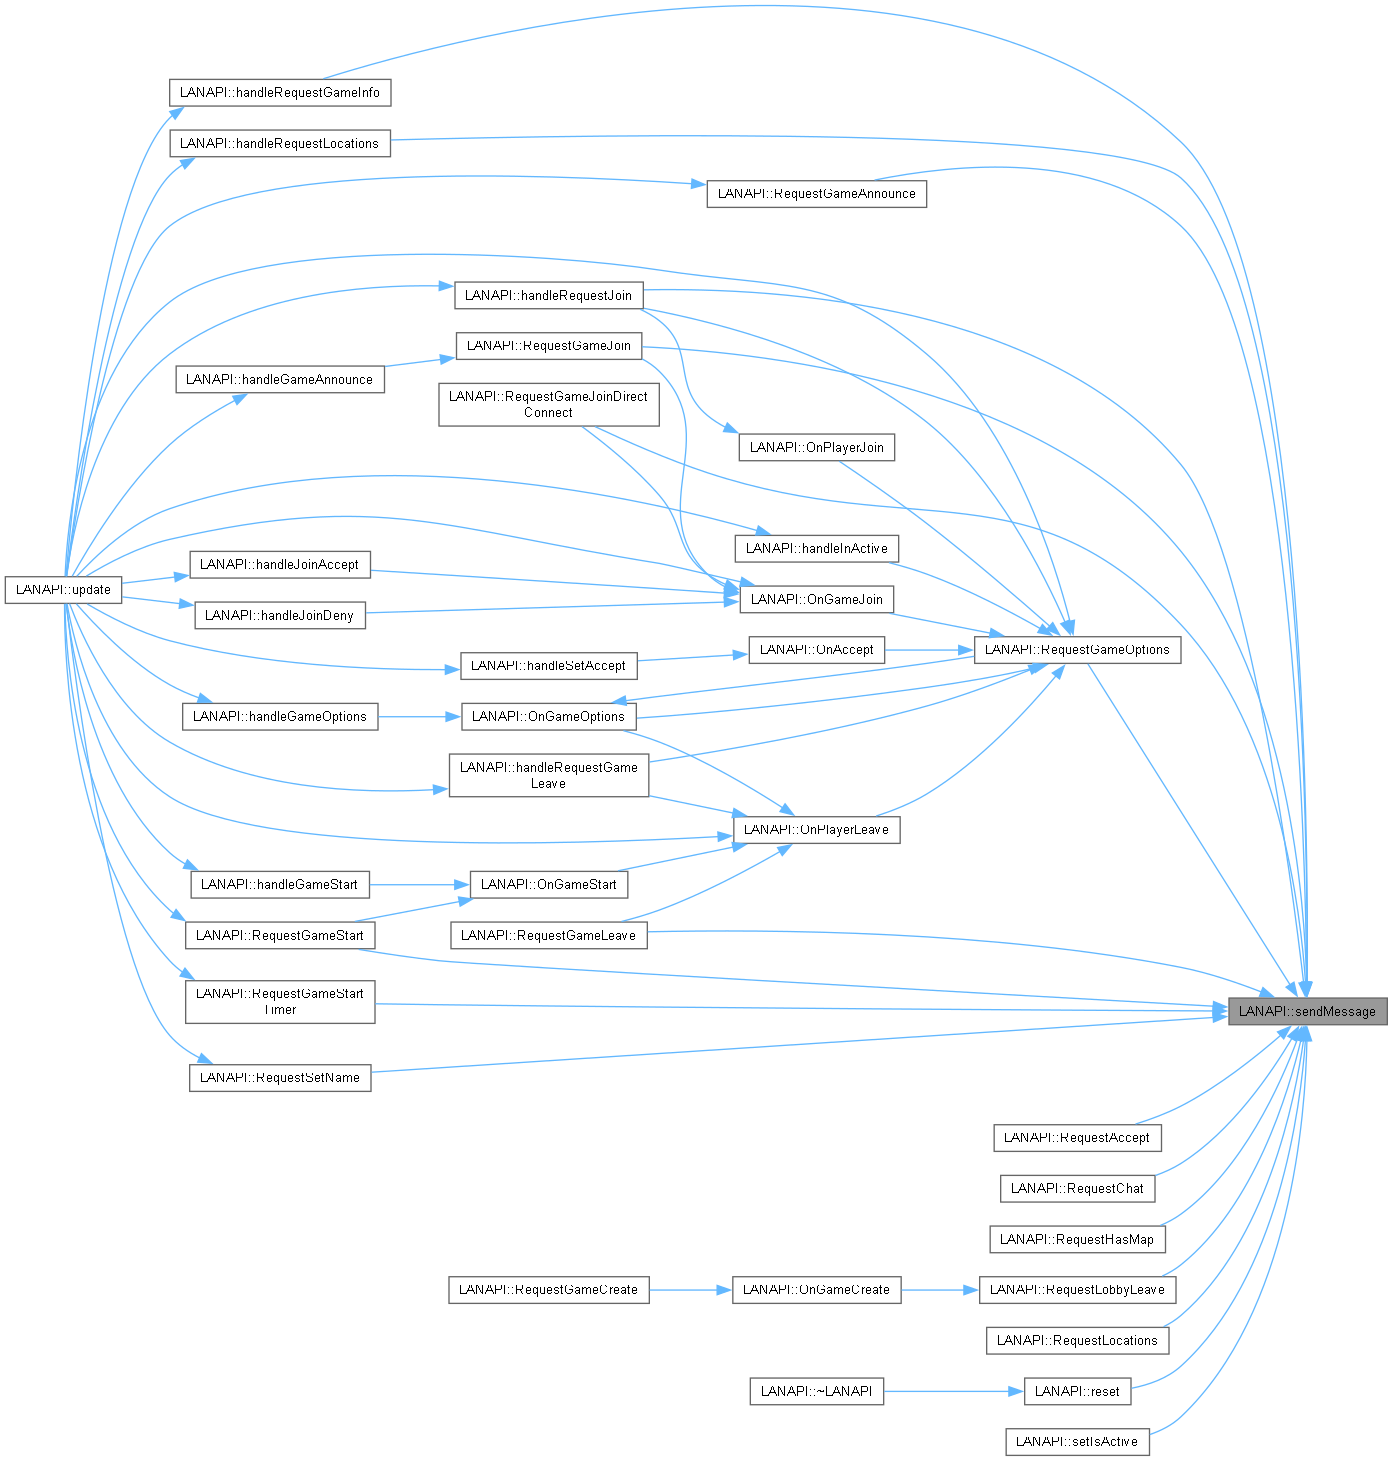 LANAPI::handleRequestGameInfo
LANAPI::handleRequestLocations
LANAPI::RequestGameAnnounce
LANAPI::handleRequestJoin
LANAPI::RequestGameJoin
LANAPI::handleGameAnnounce
LANAPI::RequestGameJoinDirect
Connect
LANAPI::OnPlayerJoin
LANAPI::handleInActive
LANAPI::handleJoinAccept
LANAPI::update
LANAPI::OnGameJoin
LANAPI::handleJoinDeny
LANAPI::OnAccept
LANAPI::RequestGameOptions
LANAPI::handleSetAccept
LANAPI::handleGameOptions
LANAPI::OnGameOptions
LANAPI::handleRequestGame
Leave
LANAPI::OnPlayerLeave
LANAPI::handleGameStart
LANAPI::OnGameStart
LANAPI::RequestGameStart
LANAPI::RequestGameLeave
LANAPI::RequestGameStart
Timer
LANAPI::sendMessage
LANAPI::RequestSetName
LANAPI::RequestAccept
LANAPI::RequestChat
LANAPI::RequestHasMap
LANAPI::RequestGameCreate
LANAPI::OnGameCreate
LANAPI::RequestLobbyLeave
LANAPI::RequestLocations
LANAPI::~LANAPI
LANAPI::reset
LANAPI::setIsActive